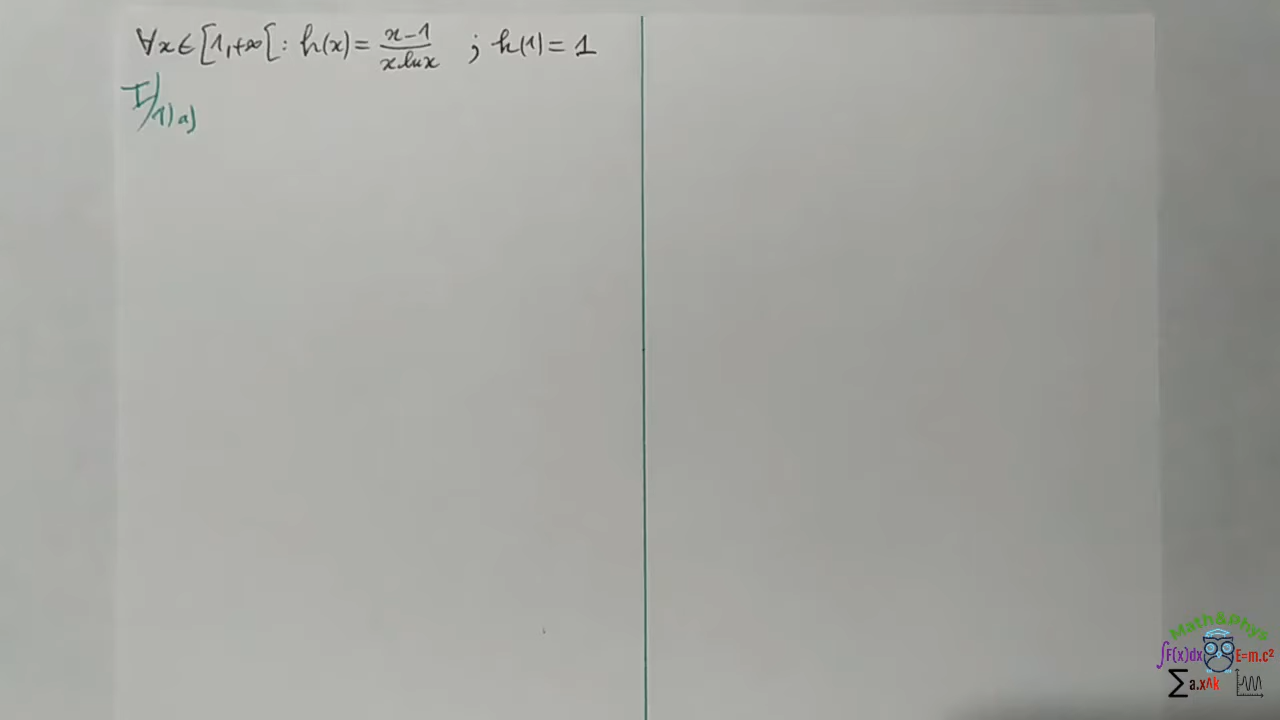 ∀x∈[1,+∞[ : h(x) = x-1 / x.lnx ; h(1) = 1
I/1)a)
Math&Phys
∫F(x)dx E=m.c²
∑a.x^k